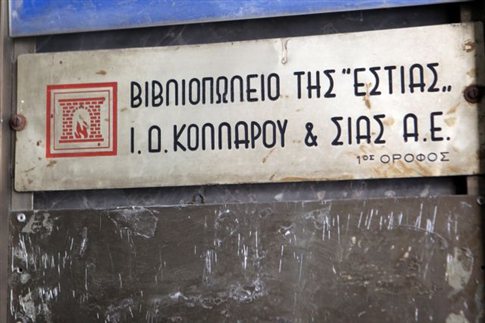 ΒΙΒΛΙΟΠΩΛΕΙΟ ΤΗΣ "ΕΣΤΙΑΣ„
Ι. Δ. ΚΟΛΛΑΡΟΥ & ΣΙΑΣ Α.Ε.
1ΟΣ ΟΡΟΦΟΣ